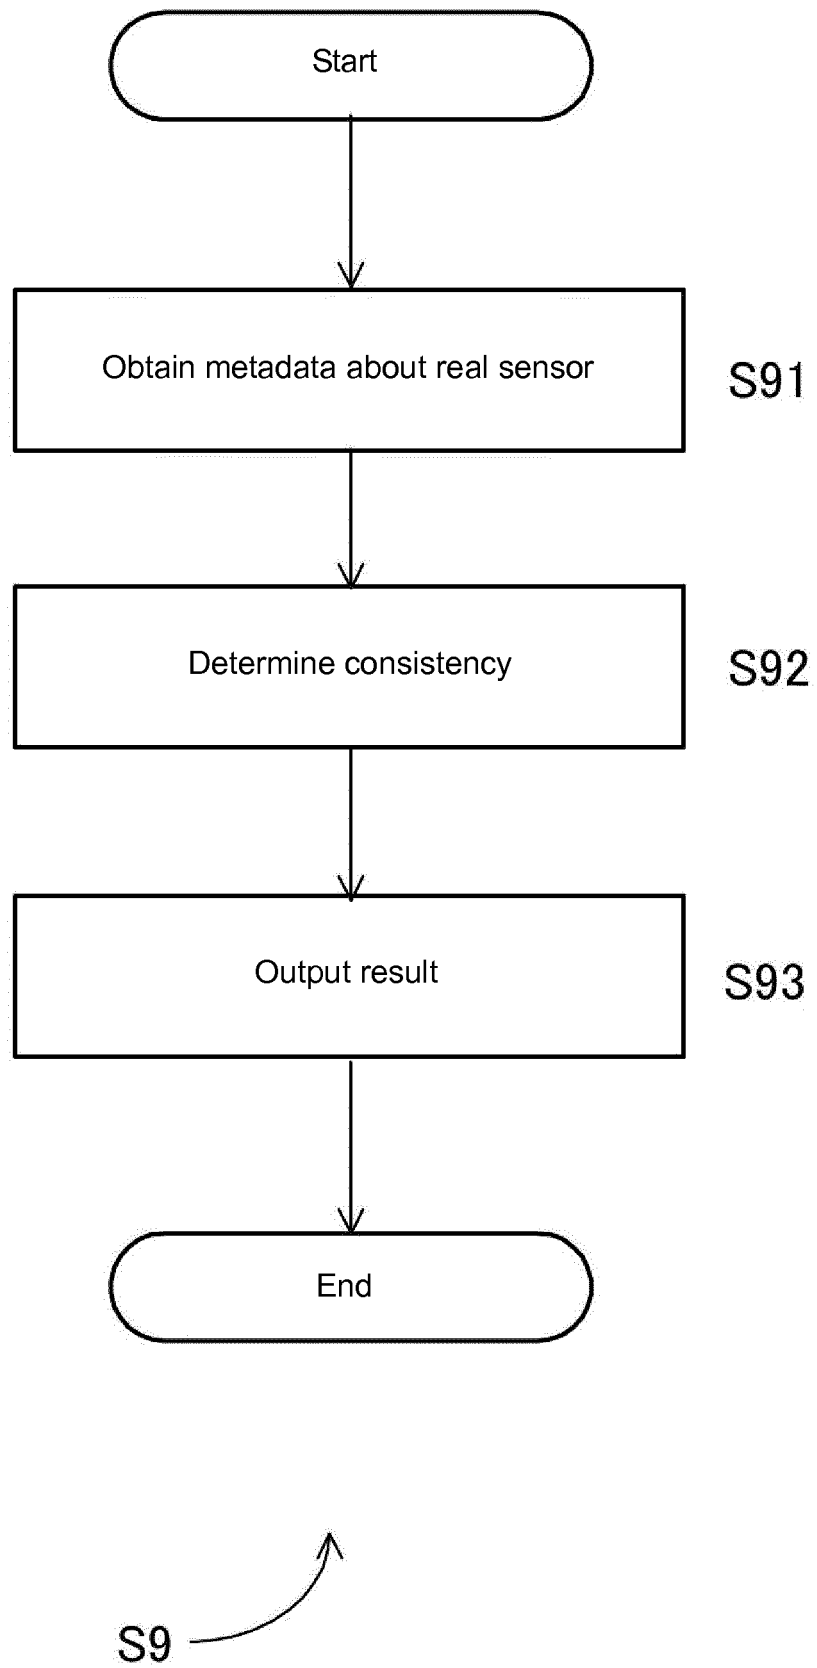 Start
Obtain metadata about real sensor
S91
Determine consistency
S92
Output result
S93
End
S9